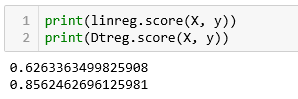 1 print(linreg.score(X, y))
2 print(Dtreg.score(X, y))
0.6263363499825908
0.8562462696125981